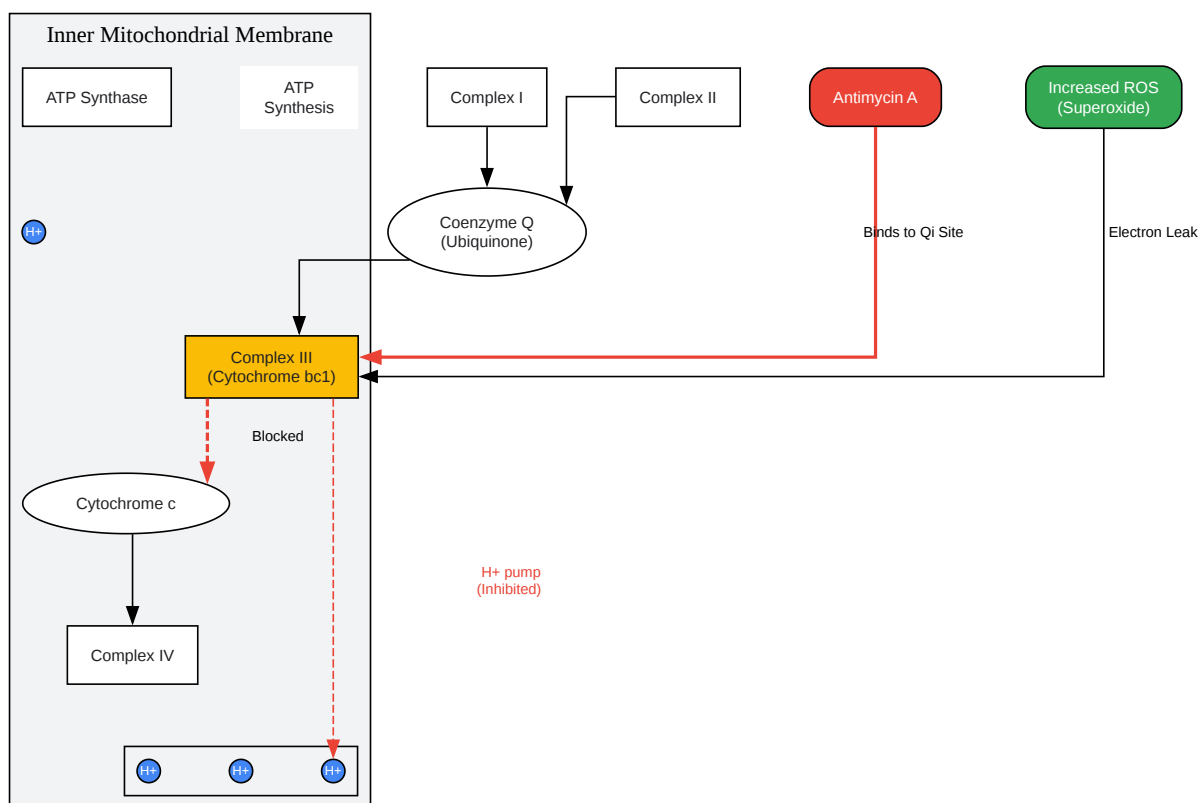 Inner Mitochondrial Membrane
ATP Synthase
ATP
Synthesis
Complex I
Complex II
Antimycin A
Increased ROS
(Superoxide)
H+
Coenzyme Q
(Ubiquinone)
Binds to Qi Site
Electron Leak
Complex III
(Cytochrome bc1)
Blocked
Cytochrome c
H+ pump
(Inhibited)
Complex IV
H+
H+
H+